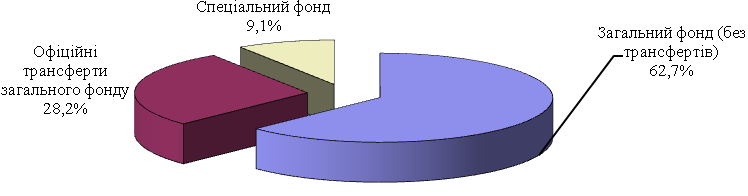 Спеціальний фонд
9,1%
Офіційні
трансферти
загального фонду
28,2%
Загальний фонд (без
трансфертів)
62,7%